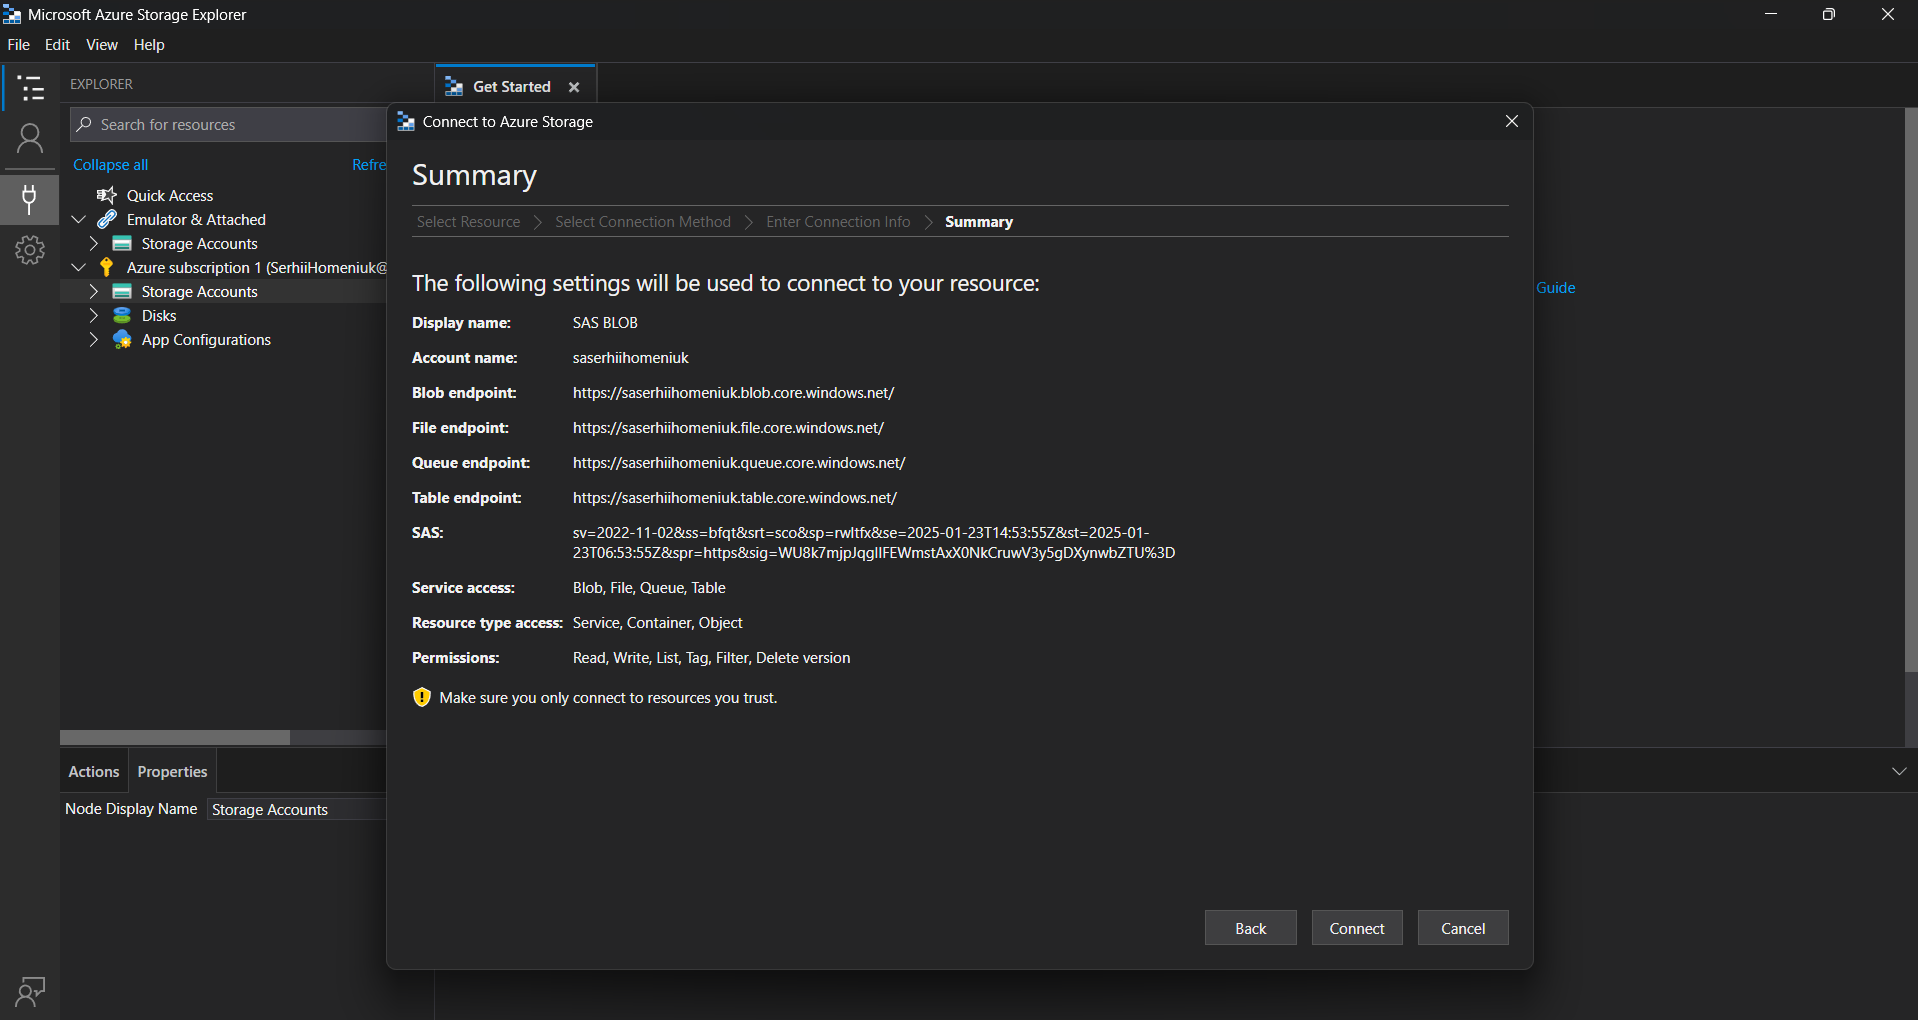 Microsoft Azure Storage Explorer
File Edit View Help
EXPLORER
Get Started
Search for resources
Collapse all Refre
Quick Access
Emulator & Attached
Storage Accounts
Azure subscription 1 (SerhiiHomeniuk@
Storage Accounts
Disks
App Configurations
Connect to Azure Storage
Summary
Select Resource Select Connection Method Enter Connection Info Summary
The following settings will be used to connect to your resource:
Display name: SAS BLOB
Account name: saserhiihomeniuk
Blob endpoint: https://saserhiihomeniuk.blob.core.windows.net/
File endpoint: https://saserhiihomeniuk.file.core.windows.net/
Queue endpoint: https://saserhiihomeniuk.queue.core.windows.net/
Table endpoint: https://saserhiihomeniuk.table.core.windows.net/
SAS: sv=2022-11-02&ss=bfqt&srt=sco&sp=rwltfx&se=2025-01-23T14:53:55Z&st=2025-01-
23T06:53:55Z&spr=https&sig=WU8k7mjpJqglIFEWmstAxX0NkCruwV3y5gDXynwbZTU%3D
Service access: Blob, File, Queue, Table
Resource type access: Service, Container, Object
Permissions: Read, Write, List, Tag, Filter, Delete version
Make sure you only connect to resources you trust.
Back Connect Cancel
Guide
Actions Properties
Node Display Name Storage Accounts